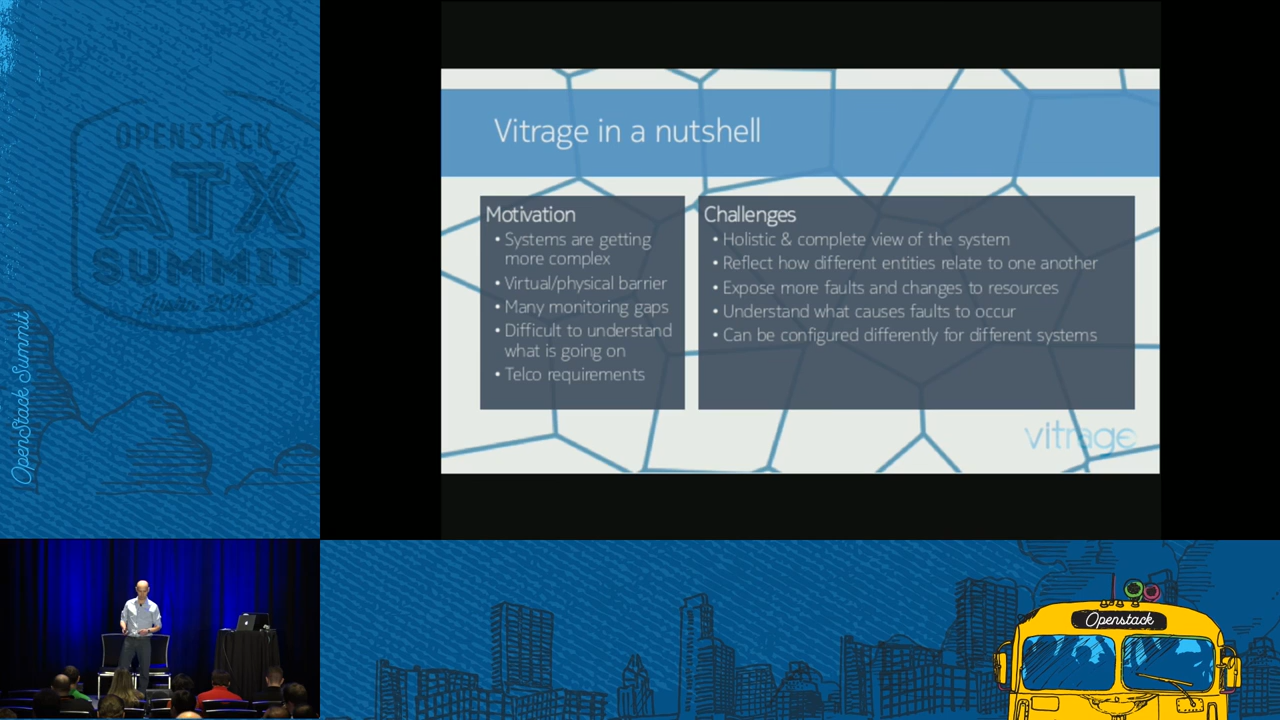 OPENSTACK
ATX
SUMMIT
OpenStack Summit
Vitrage in a nutshell
Motivation
• Systems are getting
more complex
• Virtual/physical barrier
• Many monitoring gaps
• Difficult to understand
what is going on
• Telco requirements
Challenges
• Holistic & complete view of the system
• Reflect how different entities relate to one another
• Expose more faults and changes to resources
• Understand what causes faults to occur
• Can be configured differently for different systems
vitrage
Openstack